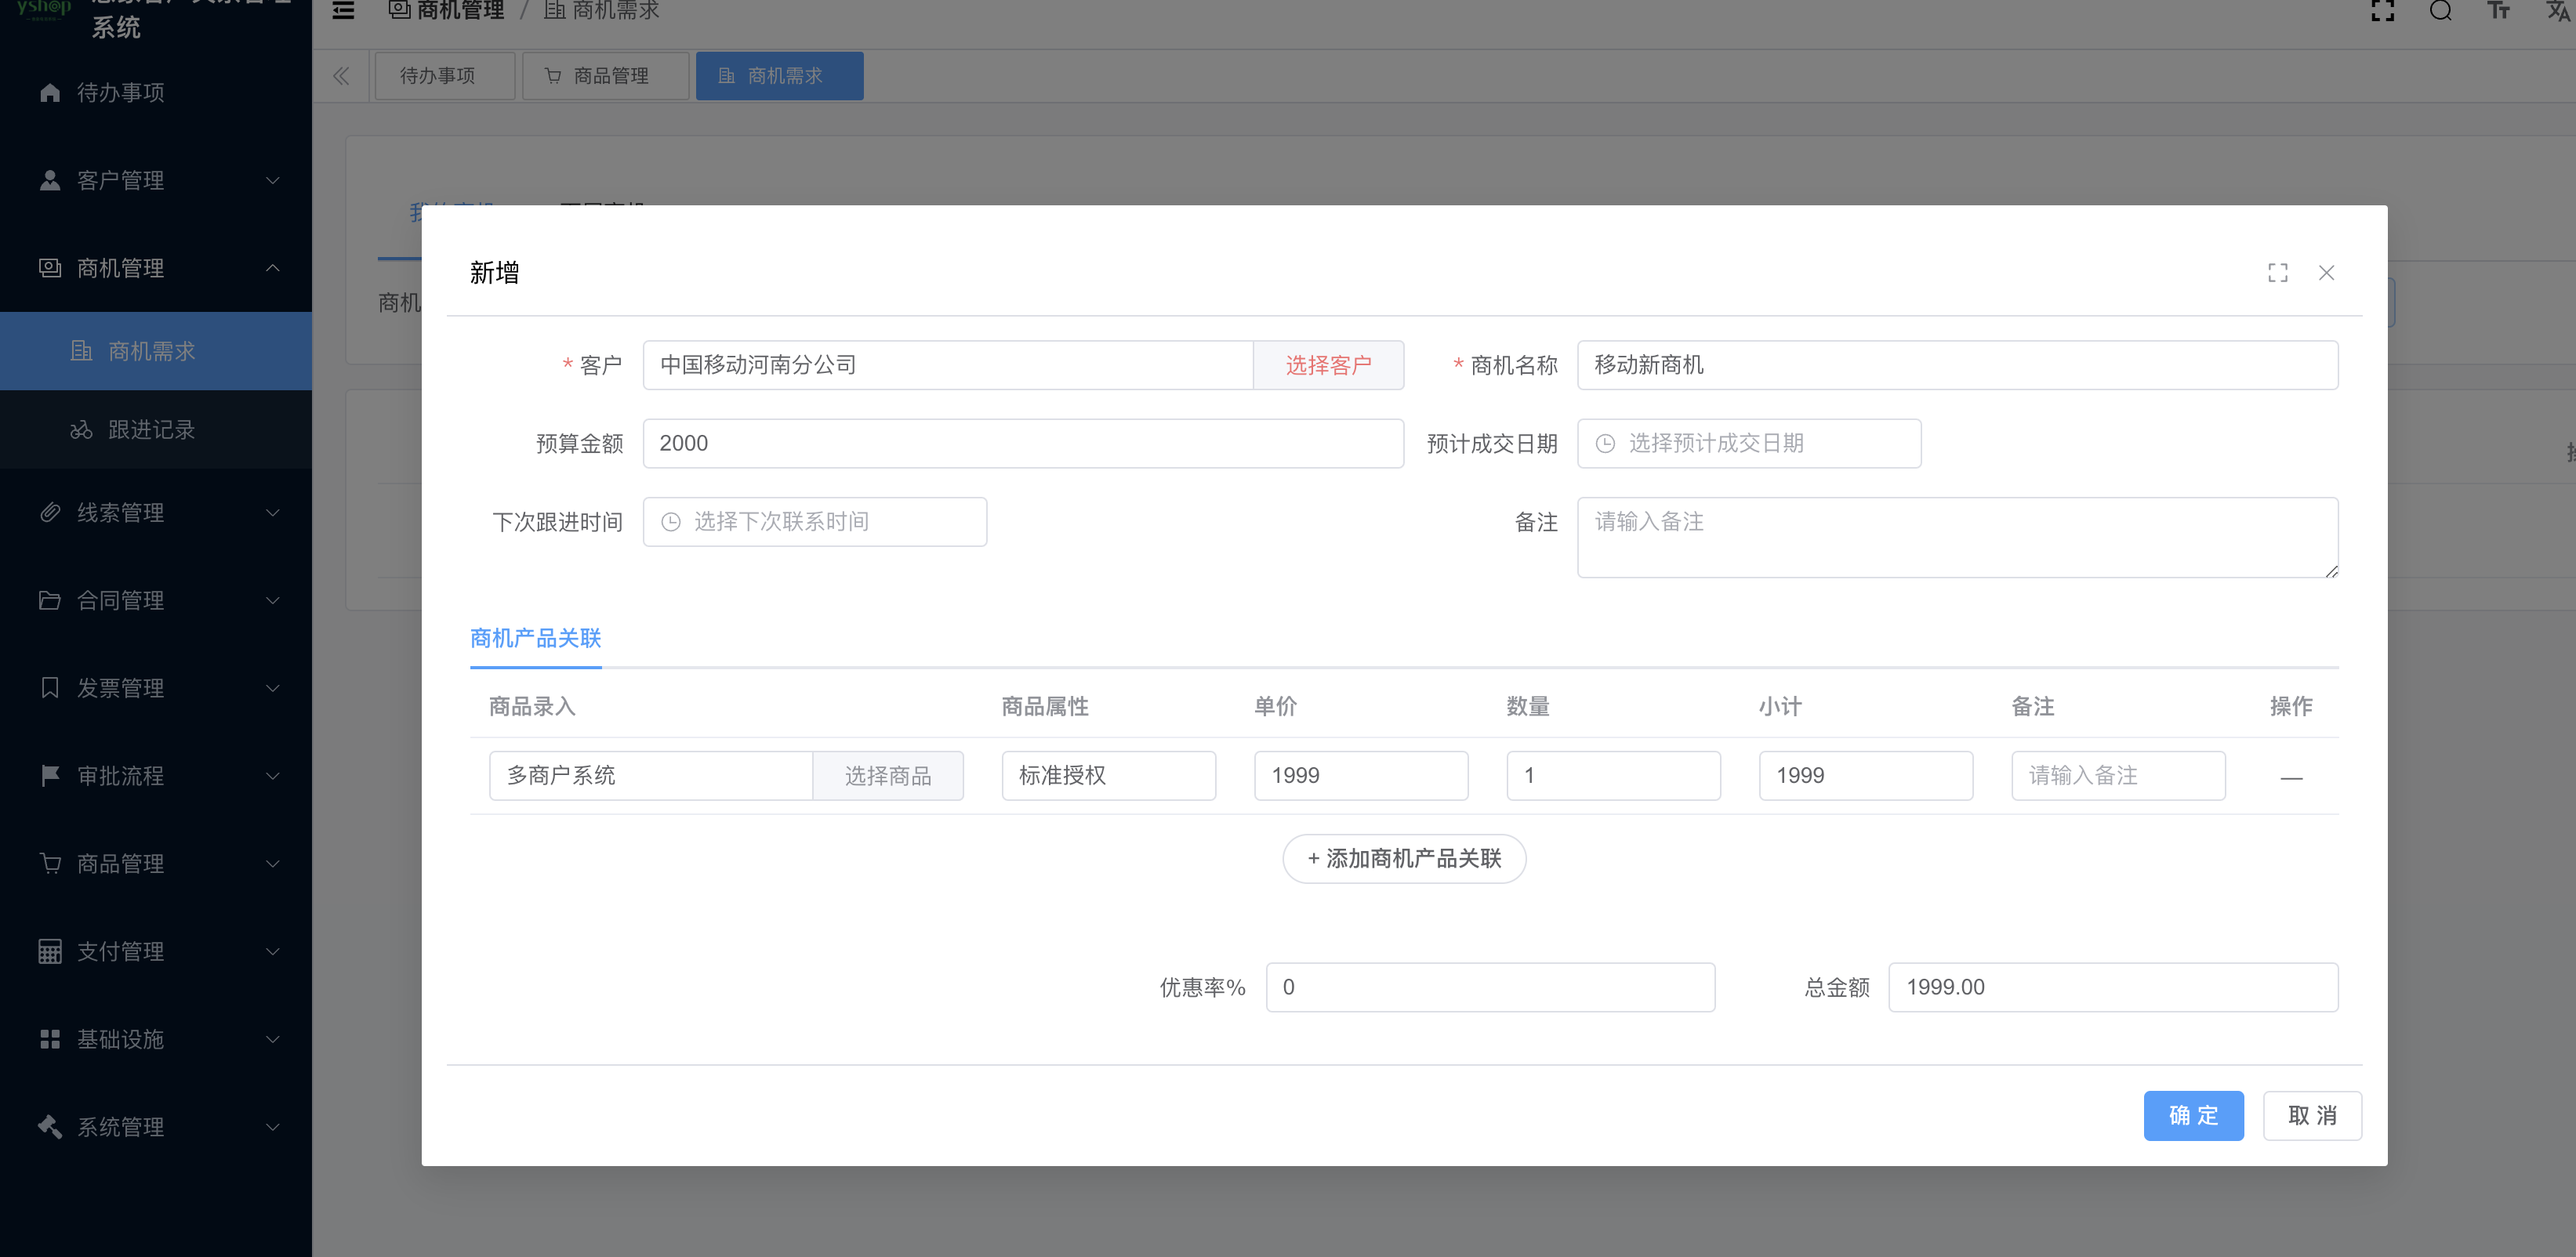 yshop
系统
待办事项
客户管理
商机管理
商机需求
跟进记录
线索管理
合同管理
发票管理
审批流程
商品管理
支付管理
基础设施
系统管理
商机管理 / 商机需求
待办事项 商品管理 商机需求
商机
新增
* 客户 中国移动河南分公司 选择客户 * 商机名称 移动新商机
预算金额 2000 预计成交日期 选择预计成交日期
下次跟进时间 选择下次联系时间 备注 请输入备注
商机产品关联
商品录入 商品属性 单价 数量 小计 备注 操作
多商户系统 选择商品 标准授权 1999 1 1999 请输入备注 —
+ 添加商机产品关联
优惠率% 0 总金额 1999.00
确定 取消